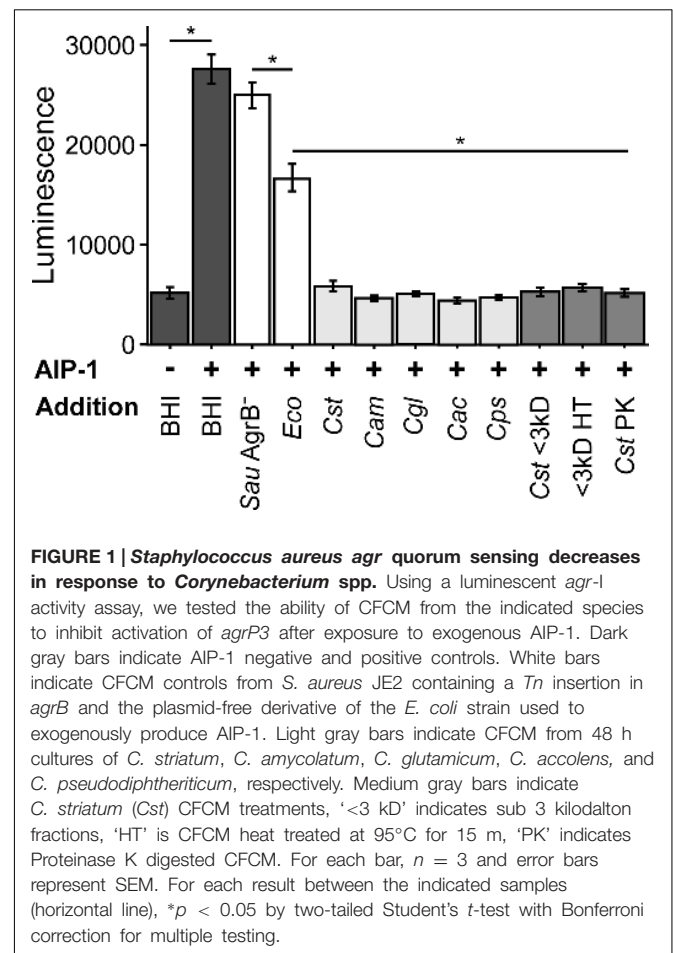 *
*
*
30000
20000
10000
0
Luminescence
AIP-1 - + + + + + + + + + + +
Addition BHI BHI Sau AgrB⁻ Eco Cst Cam Cgl Cac Cps Cst <3kD <3kD HT Cst PK
FIGURE 1 | Staphylococcus aureus agr quorum sensing decreases
in response to Corynebacterium spp. Using a luminescent agr-I
activity assay, we tested the ability of CFCM from the indicated species
to inhibit activation of agrP3 after exposure to exogenous AIP-1. Dark
gray bars indicate AIP-1 negative and positive controls. White bars
indicate CFCM controls from S. aureus JE2 containing a Tn insertion in
agrB and the plasmid-free derivative of the E. coli strain used to
exogenously produce AIP-1. Light gray bars indicate CFCM from 48 h
cultures of C. striatum, C. amycolatum, C. glutamicum, C. accolens, and
C. pseudodiphtheriticum, respectively. Medium gray bars indicate
C. striatum (Cst) CFCM treatments, '<3 kD' indicates sub 3 kilodalton
fractions, 'HT' is CFCM heat treated at 95°C for 15 m, 'PK' indicates
Proteinase K digested CFCM. For each bar, n = 3 and error bars
represent SEM. For each result between the indicated samples
(horizontal line), *p < 0.05 by two-tailed Student's t-test with Bonferroni
correction for multiple testing.